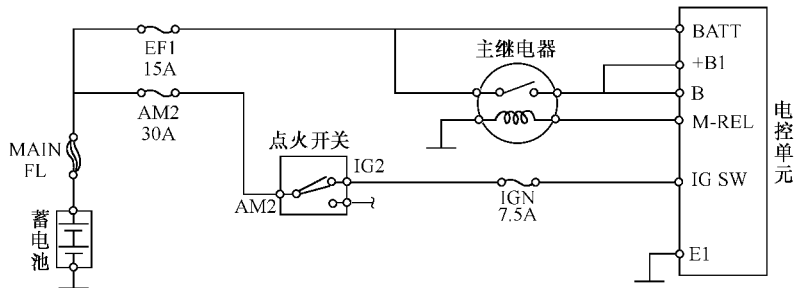 EF1
15A
BATT
主继电器
+B1
B
AM2
30A
M-REL
电控单元
点火开关
MAIN
FL
IG2
AM2
IGN
7.5A
IG SW
蓄电池
E1